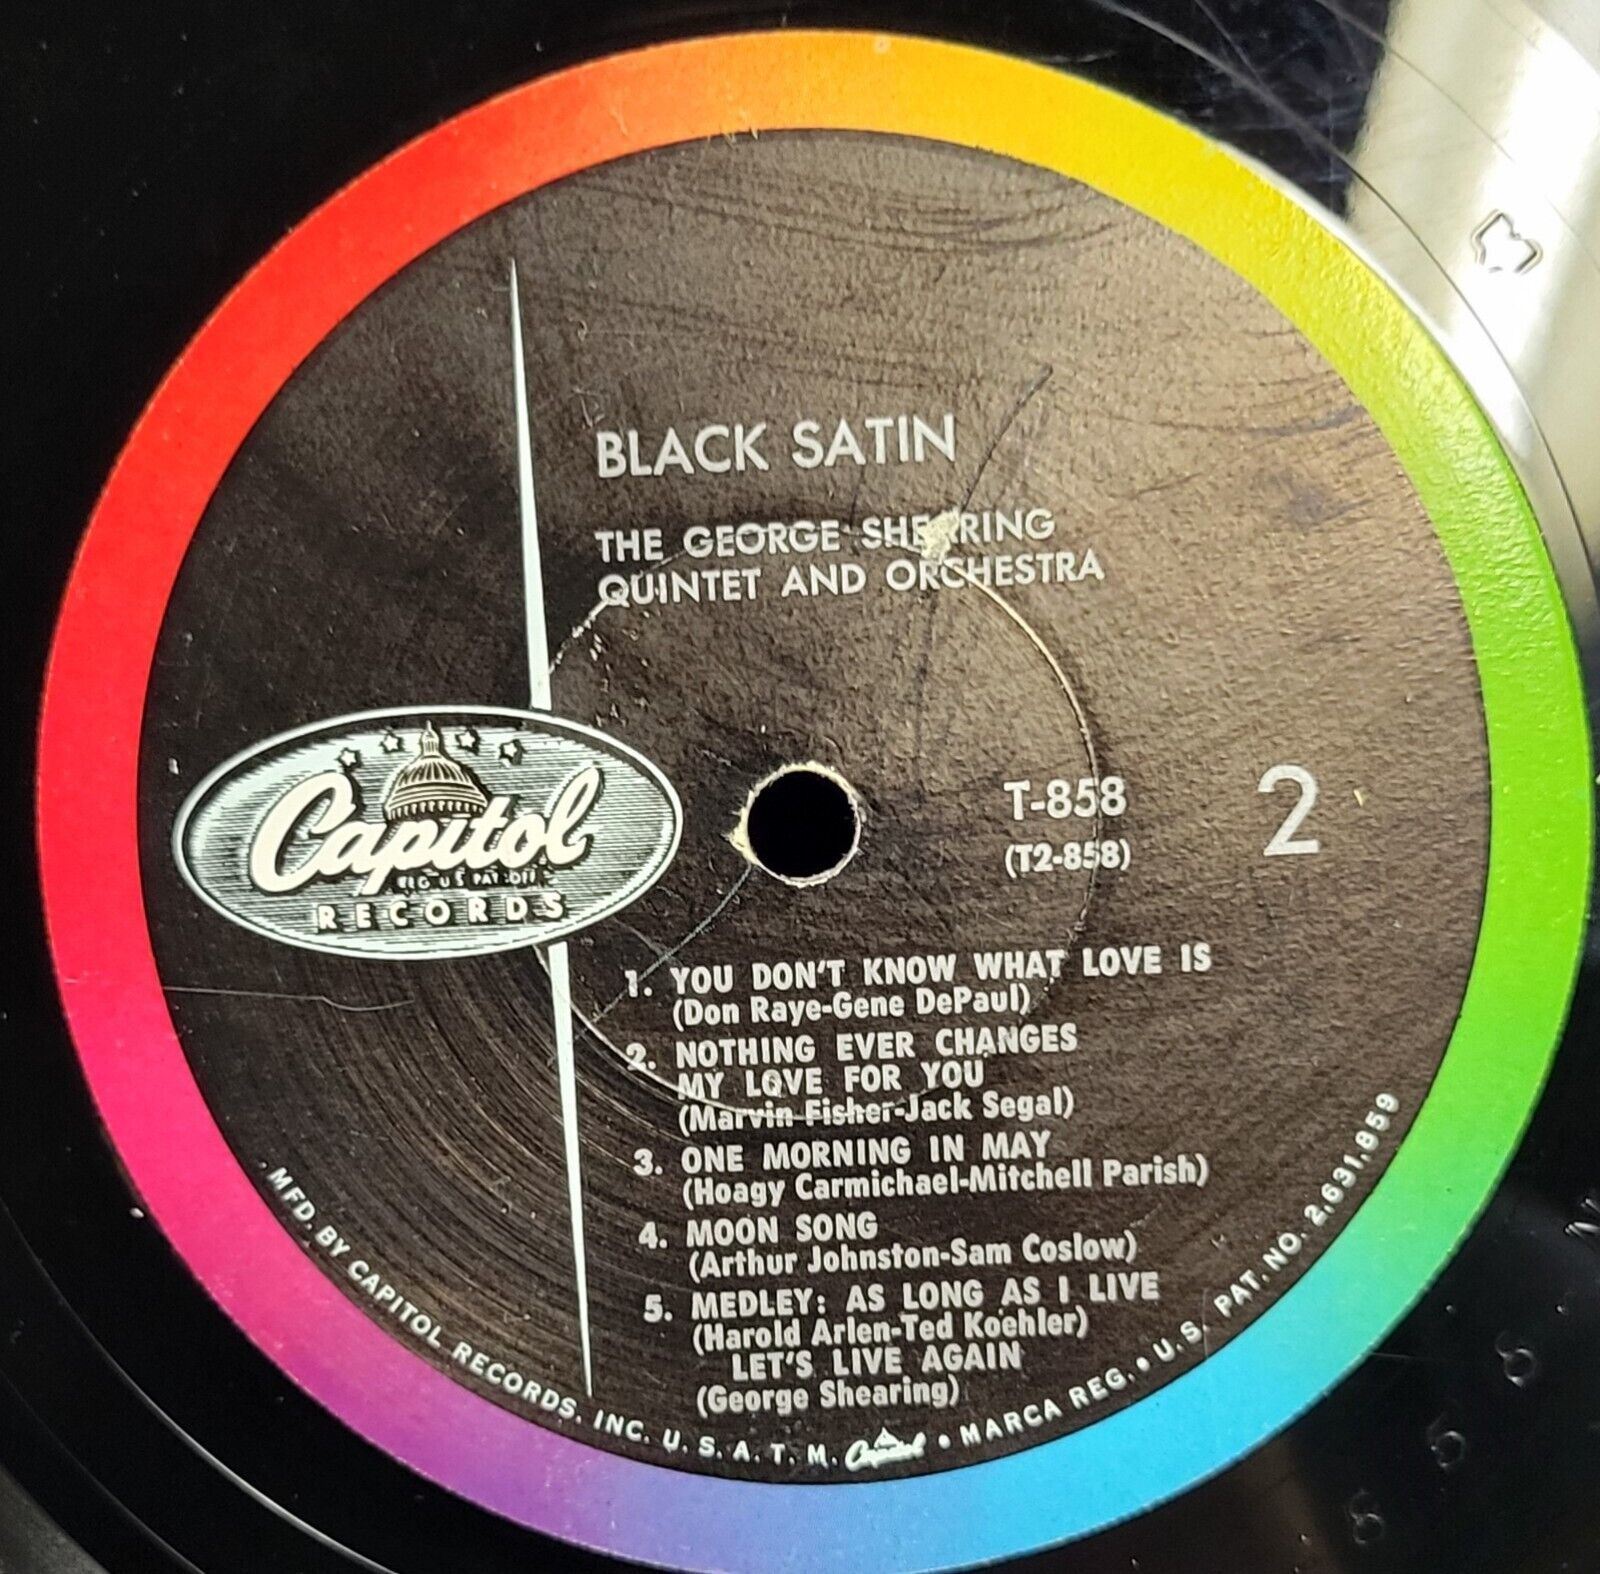 BLACK SATIN
THE GEORGE SHEARING
QUINTET AND ORCHESTRA
Capitol
REG. U.S. PAT. OFF.
RECORDS
T-858
(T2-858)
2
1. YOU DON'T KNOW WHAT LOVE IS
(Don Raye-Gene DePaul)
2. NOTHING EVER CHANGES
MY LOVE FOR YOU
(Marvin Fisher-Jack Segal)
3. ONE MORNING IN MAY
(Hoagy Carmichael-Mitchell Parish)
4. MOON SONG
(Arthur Johnston-Sam Coslow)
5. MEDLEY: AS LONG AS I LIVE
(Harold Arlen-Ted Koehler)
LET'S LIVE AGAIN
(George Shearing)
MFD. BY CAPITOL RECORDS, INC. U. S. A. T. M. Capitol • MARCA REG. • U.S. PAT. NO. 2,631,859